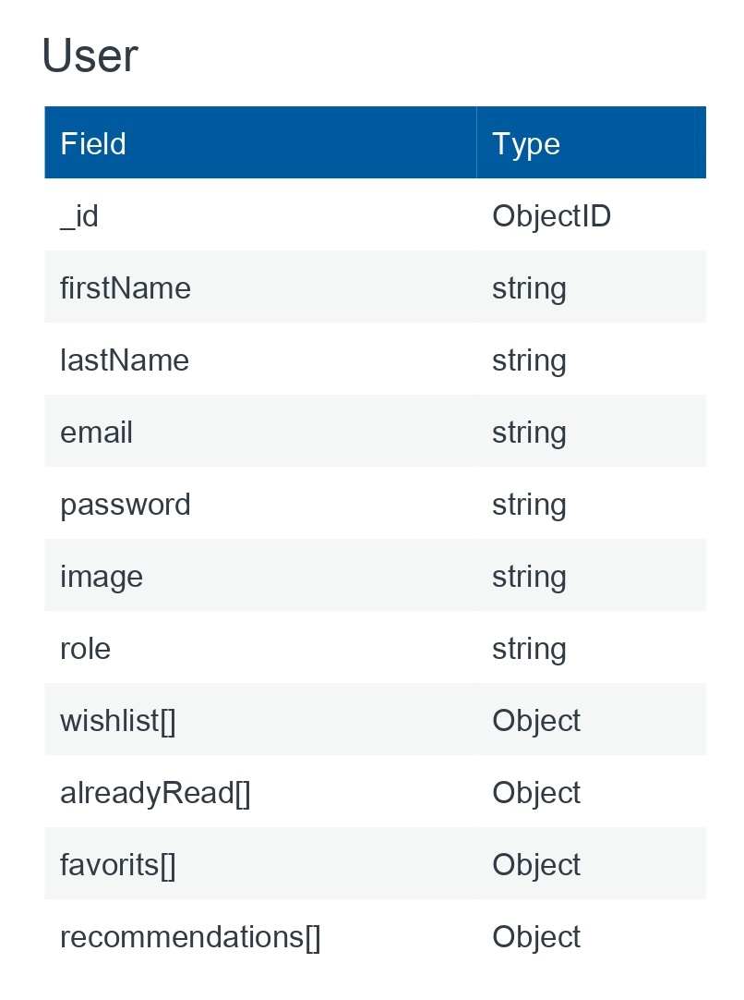 User
Field Type
_id ObjectID
firstName string
lastName string
email string
password string
image string
role string
wishlist[] Object
alreadyRead[] Object
favorits[] Object
recommendations[] Object